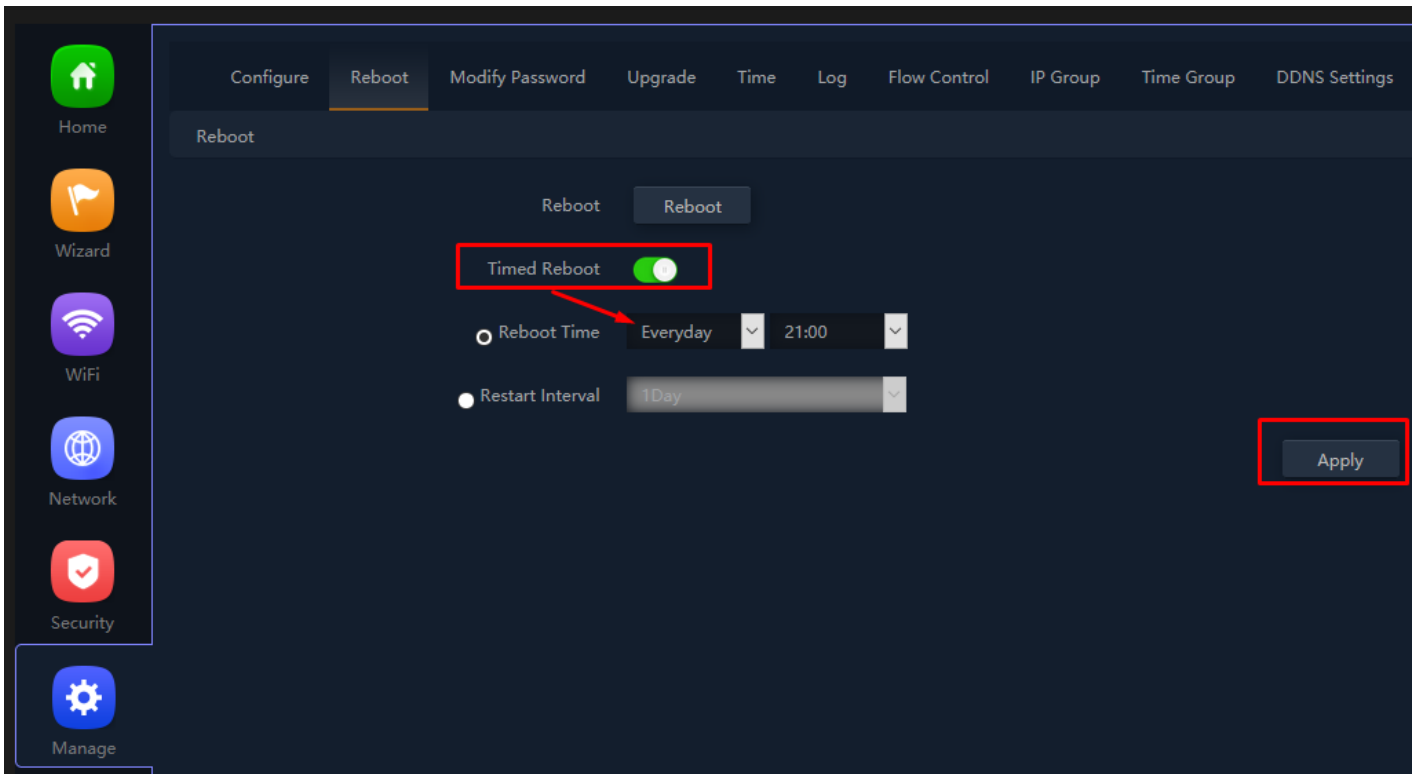 Home
Wizard
WiFi
Network
Security
Manage
Configure Reboot Modify Password Upgrade Time Log Flow Control IP Group Time Group DDNS Settings
Reboot
Reboot Reboot
Timed Reboot
Reboot Time Everyday 21:00
Restart Interval 1Day
Apply